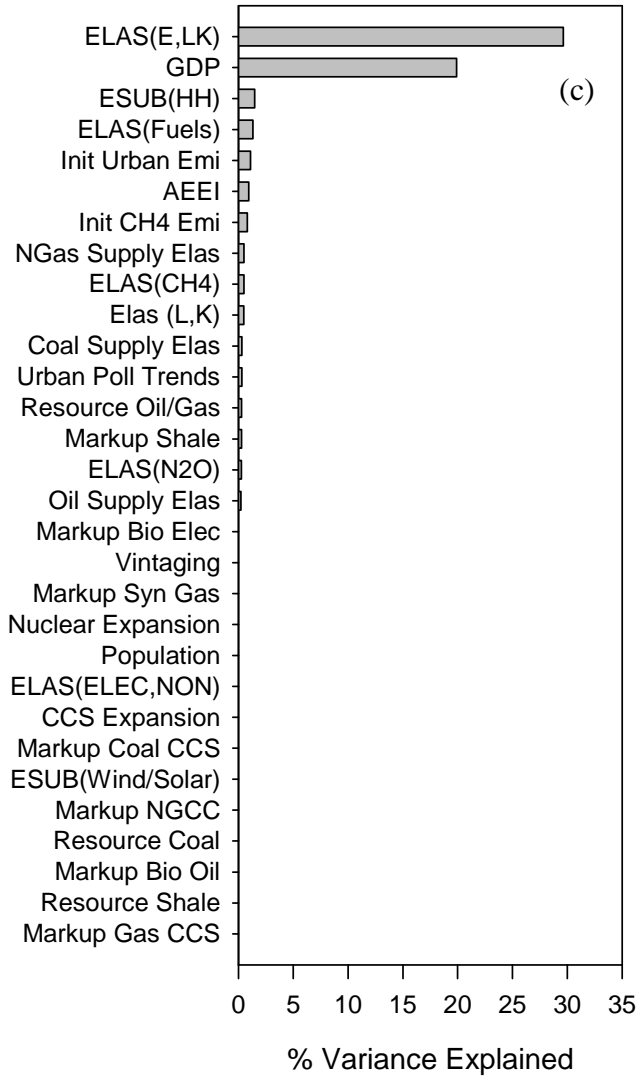 ELAS(E,LK)
GDP
(c)
ESUB(HH)
ELAS(Fuels)
Init Urban Emi
AEEI
Init CH4 Emi
NGas Supply Elas
ELAS(CH4)
Elas (L,K)
Coal Supply Elas
Urban Poll Trends
Resource Oil/Gas
Markup Shale
ELAS(N2O)
Oil Supply Elas
Markup Bio Elec
Vintaging
Markup Syn Gas
Nuclear Expansion
Population
ELAS(ELEC,NON)
CCS Expansion
Markup Coal CCS
ESUB(Wind/Solar)
Markup NGCC
Resource Coal
Markup Bio Oil
Resource Shale
Markup Gas CCS
0 5 10 15 20 25 30 35
% Variance Explained